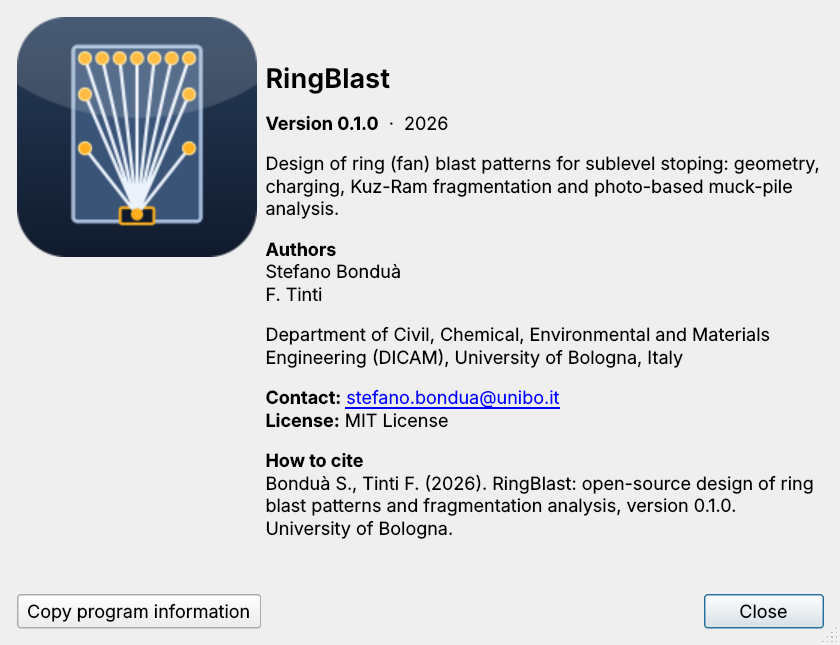 RingBlast
Version 0.1.0 · 2026
Design of ring (fan) blast patterns for sublevel stoping: geometry,
charging, Kuz-Ram fragmentation and photo-based muck-pile
analysis.
Authors
Stefano Bonduà
F. Tinti
Department of Civil, Chemical, Environmental and Materials
Engineering (DICAM), University of Bologna, Italy
Contact: stefano.bondua@unibo.it
License: MIT License
How to cite
Bonduà S., Tinti F. (2026). RingBlast: open-source design of ring
blast patterns and fragmentation analysis, version 0.1.0.
University of Bologna.
Copy program information
Close